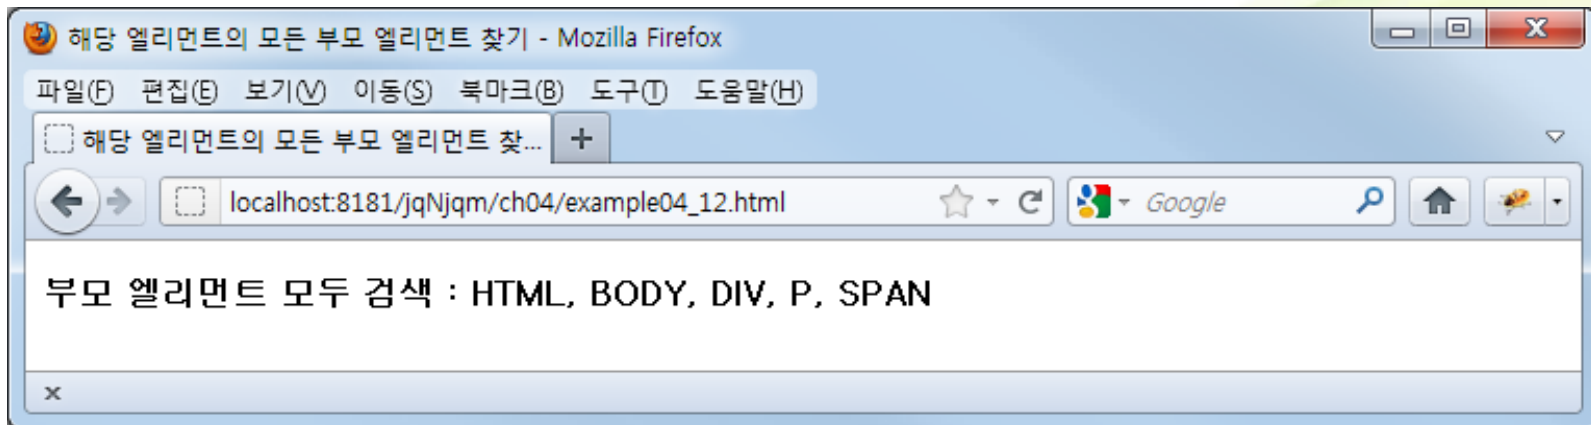 해당 엘리먼트의 모든 부모 엘리먼트 찾기 - Mozilla Firefox
파일(F) 편집(E) 보기(V) 이동(S) 북마크(B) 도구(T) 도움말(H)
해당 엘리먼트의 모든 부모 엘리먼트 찾... +
localhost:8181/jqNjqm/ch04/example04_12.html Google
부모 엘리먼트 모두 검색 : HTML, BODY, DIV, P, SPAN
x